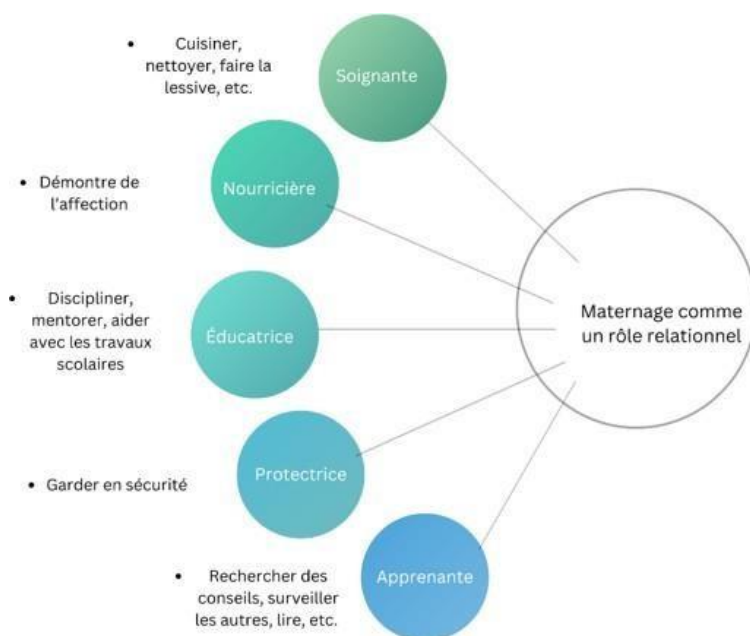 • Cuisiner,
nettoyer, faire la
lessive, etc.
Soignante
• Démontre de
l'affection
Nourricière
• Discipliner,
mentorer, aider
avec les travaux
scolaires
Éducatrice
• Garder en sécurité
Protectrice
• Rechercher des
conseils, surveiller
les autres, lire, etc.
Apprenante
Maternage comme
un rôle relationnel